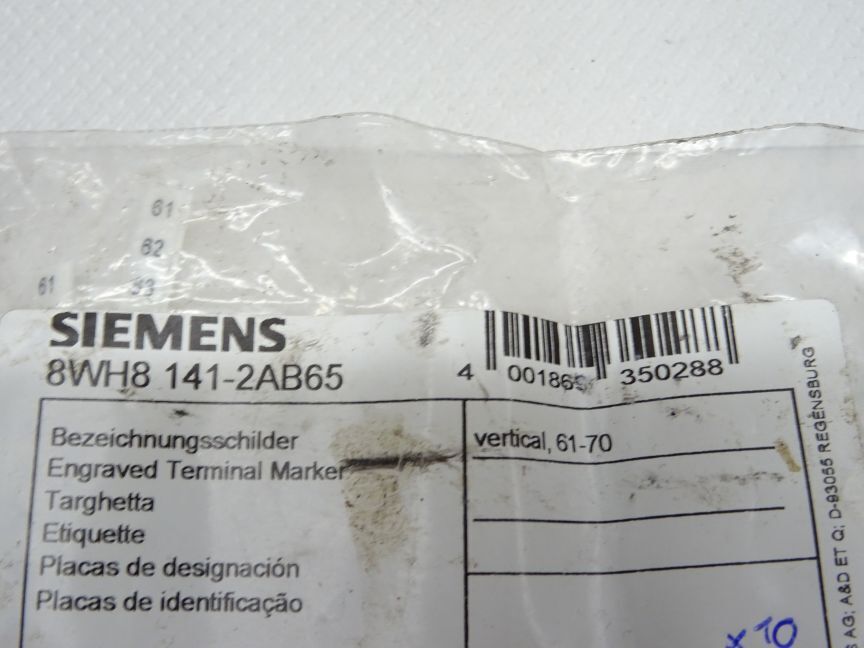 61
62
61
33
SIEMENS
8WH8 141-2AB65
4 001869 350288
Bezeichnungsschilder
Engraved Terminal Marker
Targhetta
Etiquette
Placas de designación
Placas de identificação
vertical, 61-70
x 10
AG; A&D ET Q; D-93055 REGENSBURG